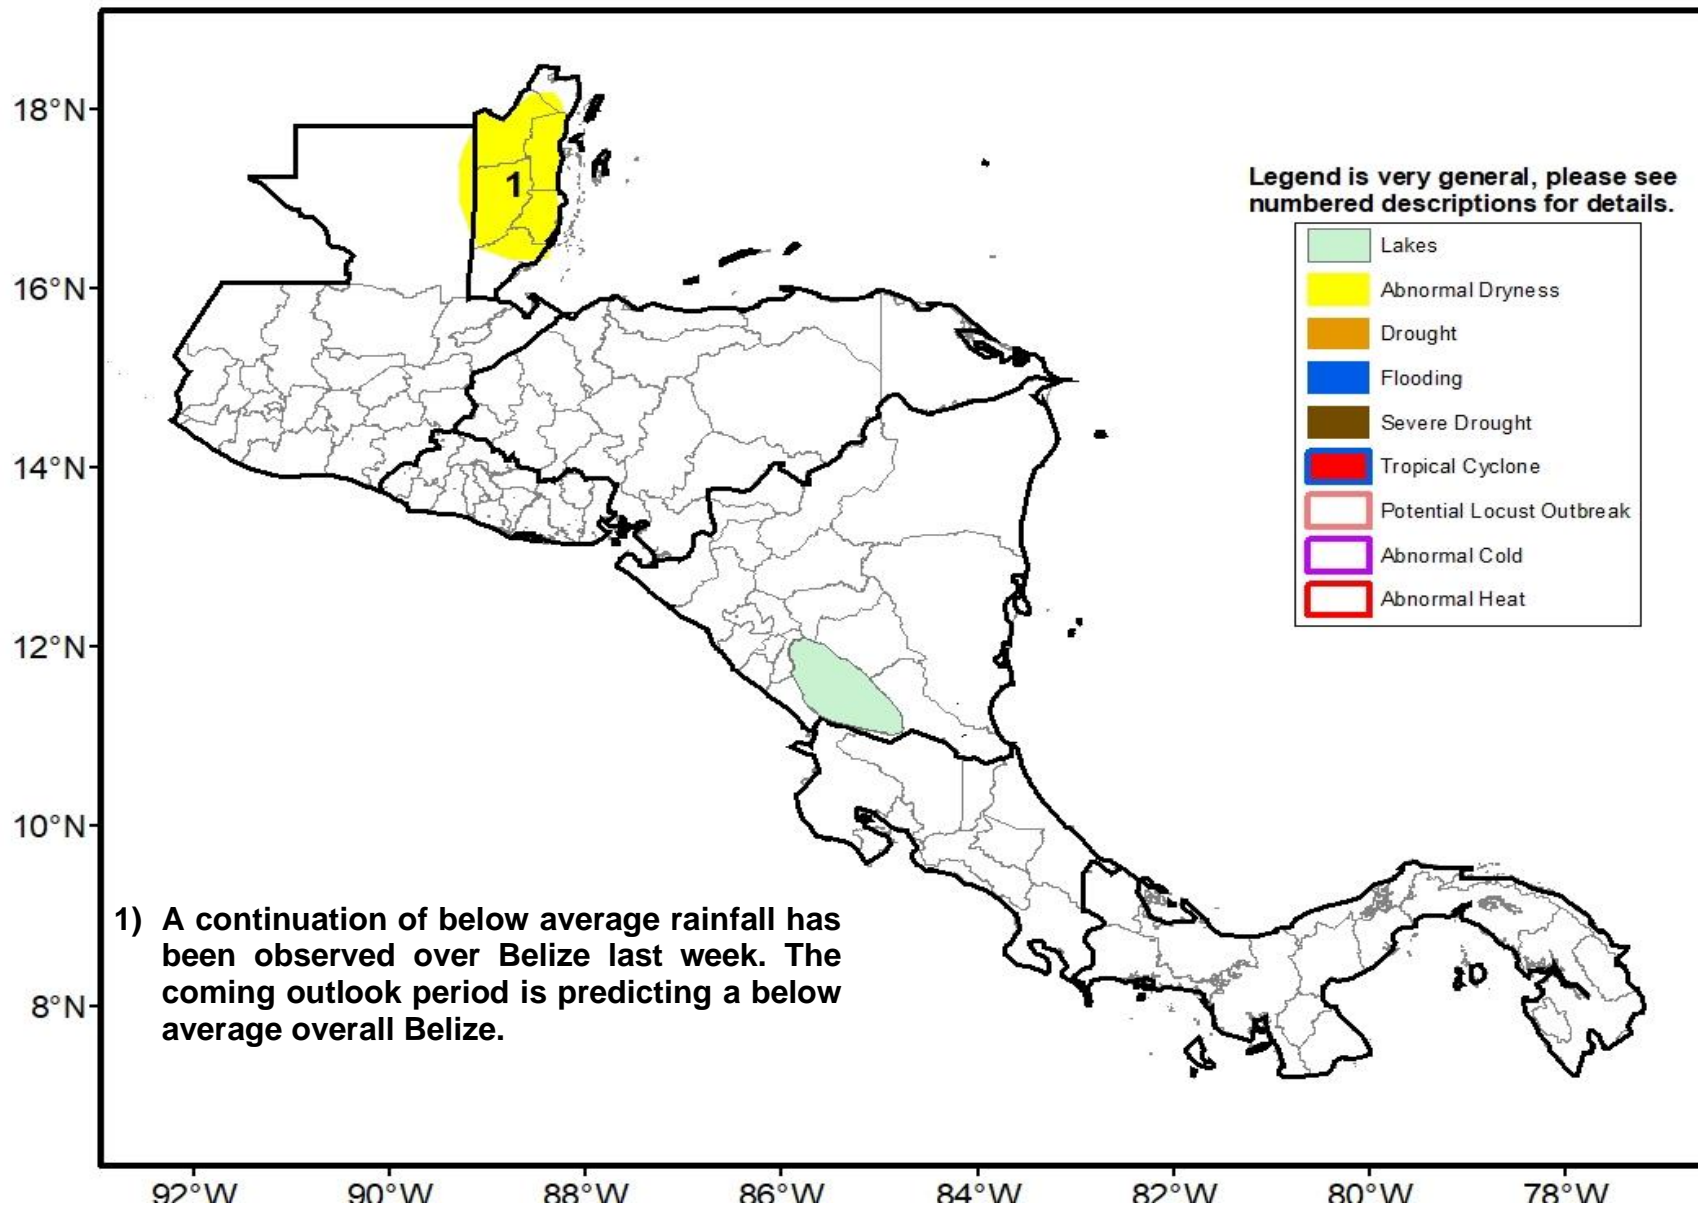 18°N
16°N
14°N
12°N
10°N
8°N
1
Legend is very general, please see
numbered descriptions for details.
Lakes
Abnormal Dryness
Drought
Flooding
Severe Drought
Tropical Cyclone
Potential Locust Outbreak
Abnormal Cold
Abnormal Heat
1) A continuation of below average rainfall has
been observed over Belize last week. The
coming outlook period is predicting a below
average overall Belize.
92°W 90°W 88°W 86°W 84°W 82°W 80°W 78°W